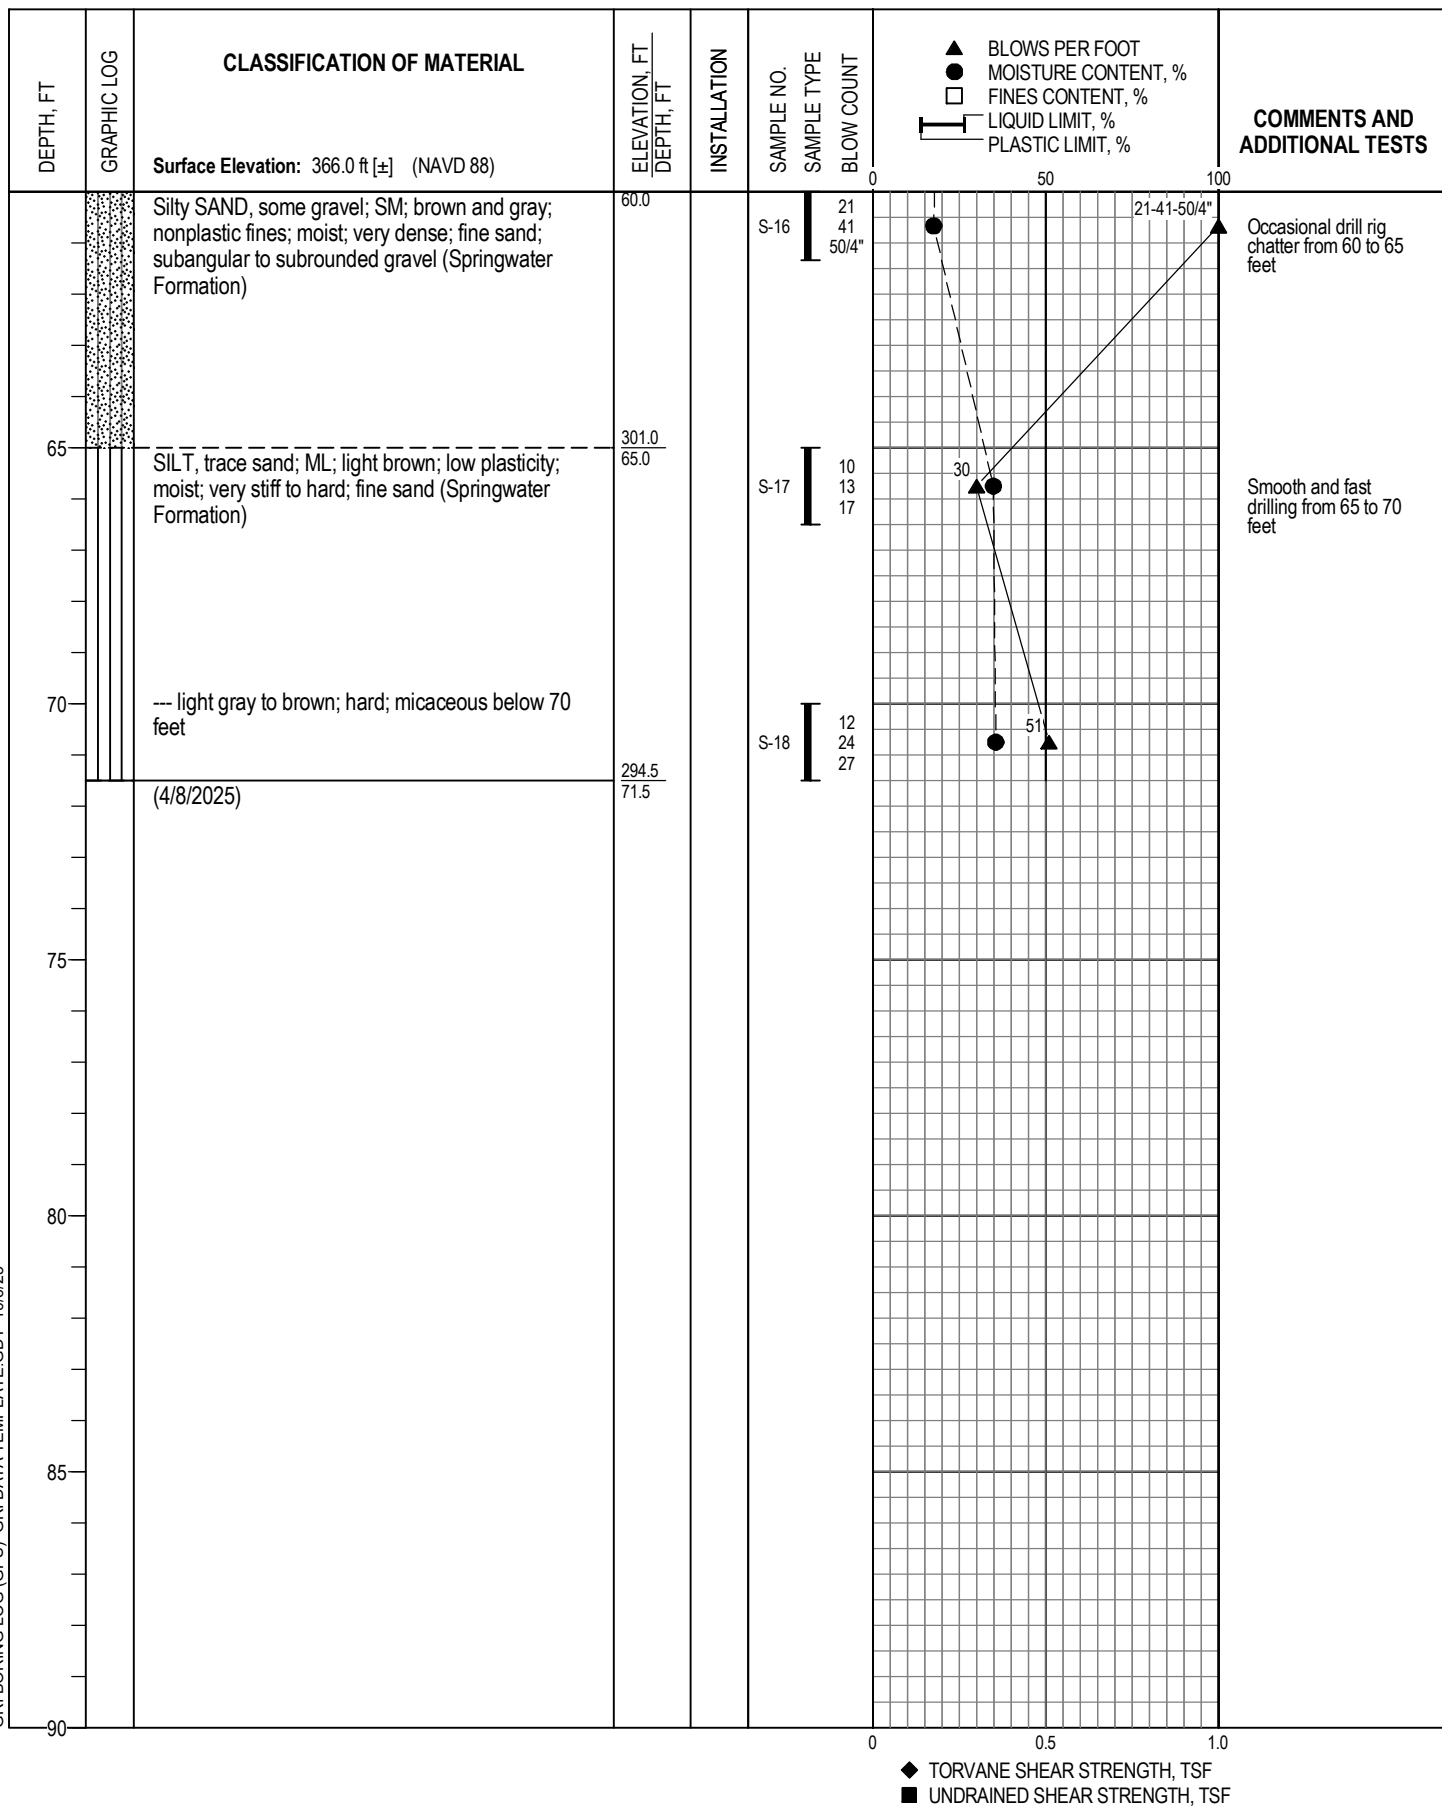 DEPTH, FT
GRAPHIC LOG
CLASSIFICATION OF MATERIAL
Surface Elevation: 366.0 ft [±] (NAVD 88)
ELEVATION, FT
DEPTH, FT
INSTALLATION
SAMPLE NO.
SAMPLE TYPE
BLOW COUNT
BLOWS PER FOOT
MOISTURE CONTENT, %
FINES CONTENT, %
LIQUID LIMIT, %
PLASTIC LIMIT, %
0 50 100
COMMENTS AND
ADDITIONAL TESTS
Silty SAND, some gravel; SM; brown and gray;
nonplastic fines; moist; very dense; fine sand;
subangular to subrounded gravel (Springwater
Formation)
60.0
S-16
21
41
50/4"
21-41-50/4"
Occasional drill rig
chatter from 60 to 65
feet
65
301.0
65.0
SILT, trace sand; ML; light brown; low plasticity;
moist; very stiff to hard; fine sand (Springwater
Formation)
S-17
10
13
17
30
Smooth and fast
drilling from 65 to 70
feet
70
--- light gray to brown; hard; micaceous below 70
feet
S-18
12
24
27
51
294.5
71.5
(4/8/2025)
75
80
85
90
0 0.5 1.0
TORVANE SHEAR STRENGTH, TSF
UNDRAINED SHEAR STRENGTH, TSF